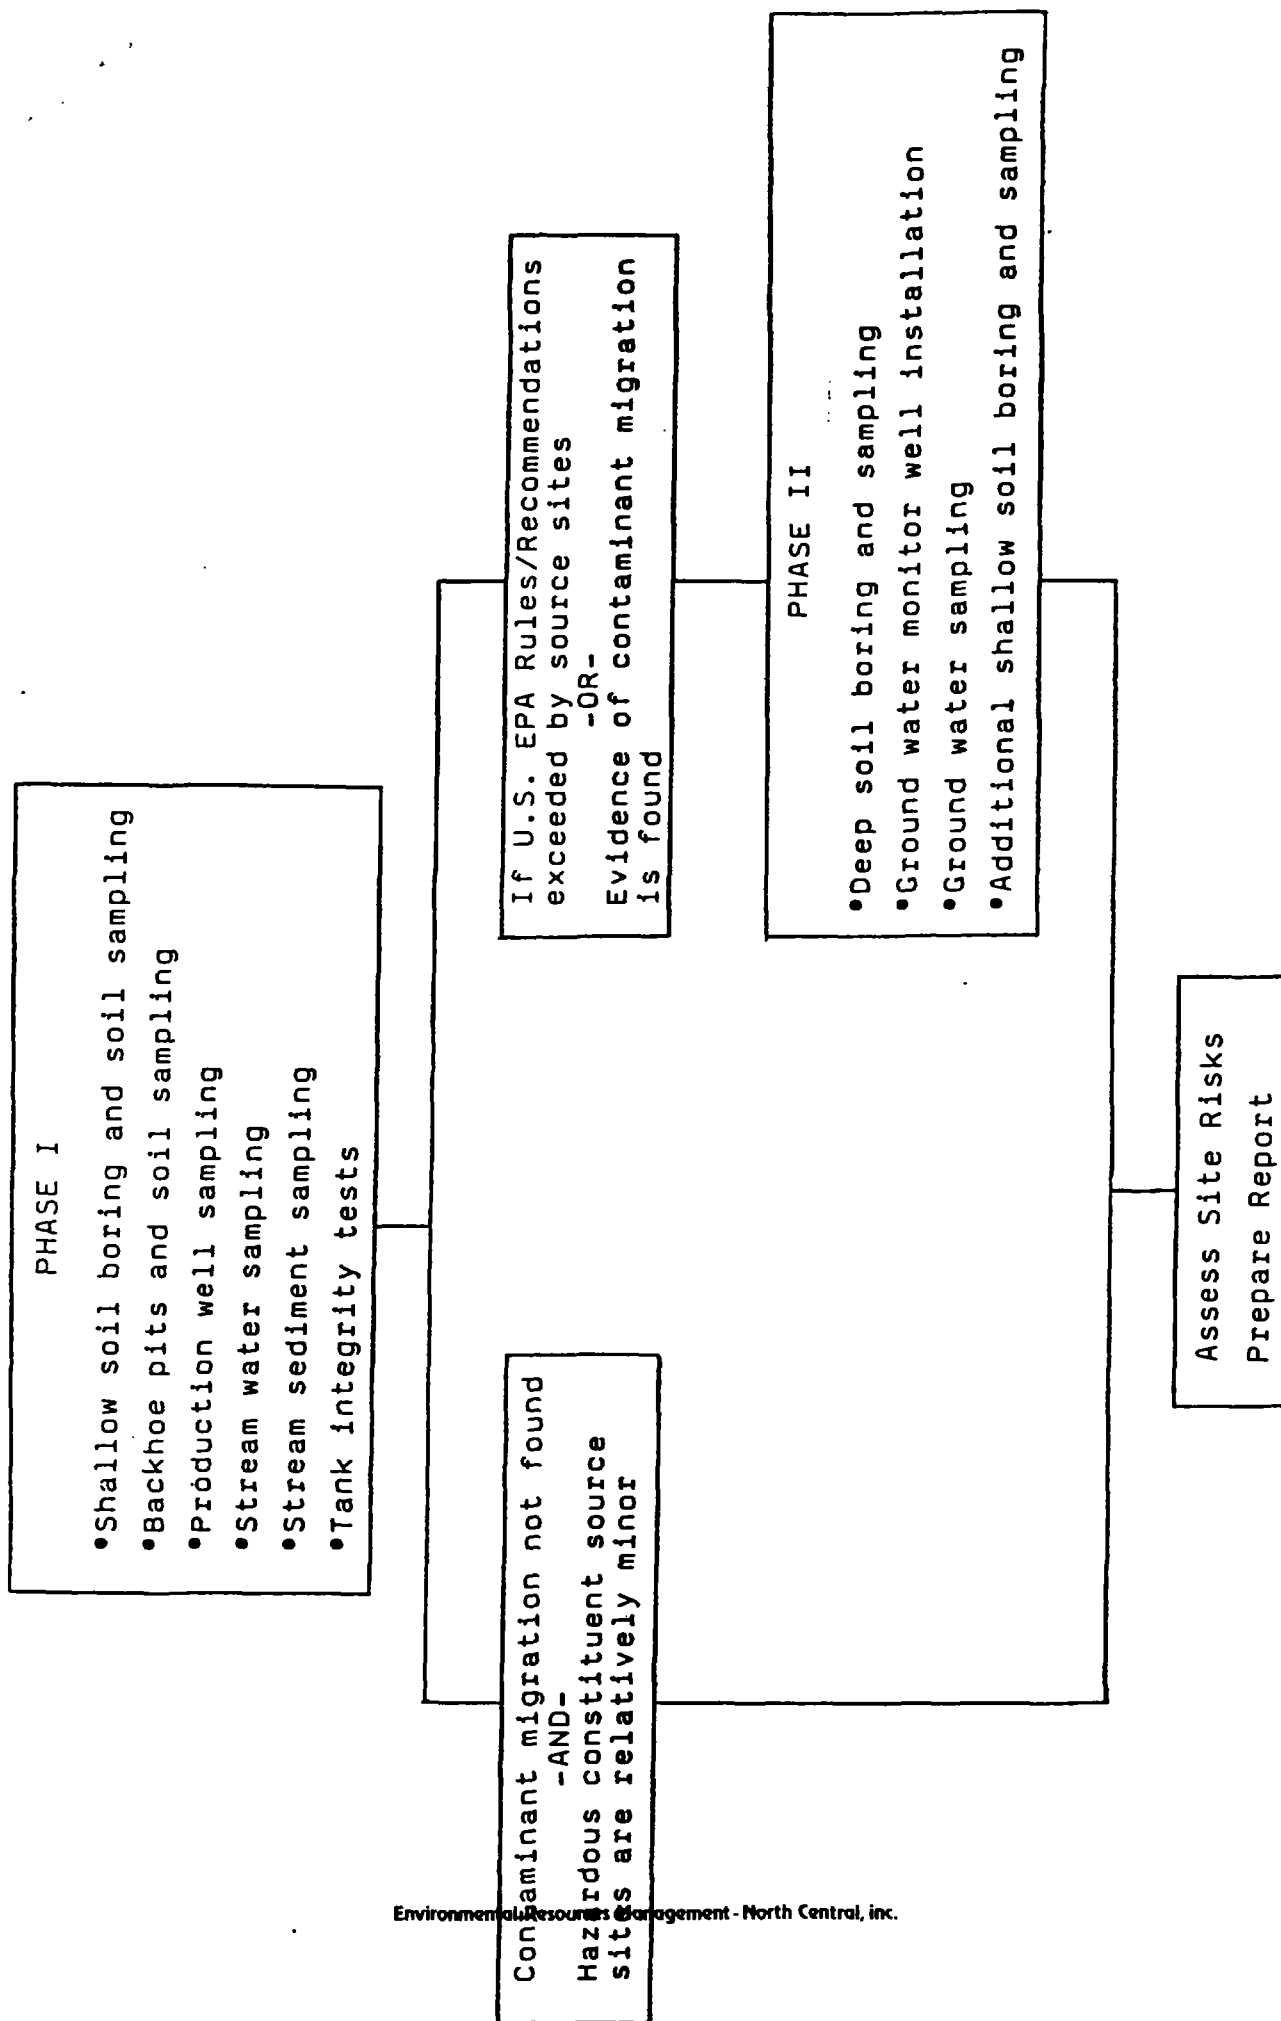 PHASE I
•Shallow soil boring and soil sampling
•Backhoe pits and soil sampling
•Production well sampling
•Stream water sampling
•Stream sediment sampling
•Tank integrity tests
Contaminant migration not found
-AND-
Hazardous constituent source
sites are relatively minor
If U.S. EPA Rules/Recommendations
exceeded by source sites
-OR-
Evidence of contaminant migration
is found
PHASE II
•Deep soil boring and sampling
•Ground water monitor well installation
•Ground water sampling
•Additional shallow soil boring and sampling
Assess Site Risks
Prepare Report
Environmental Resources Management - North Central, inc.